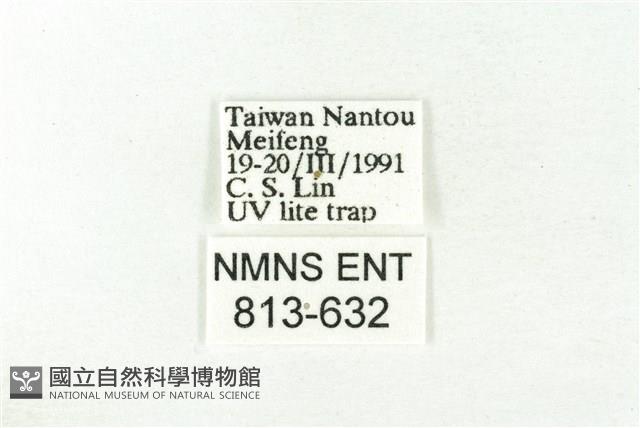 Taiwan Nantou
Meifeng
19-20/III/1991
C. S. Lin
UV lite trap
NMNS ENT
813-632
國立自然科學博物館
NATIONAL MUSEUM OF NATURAL SCIENCE